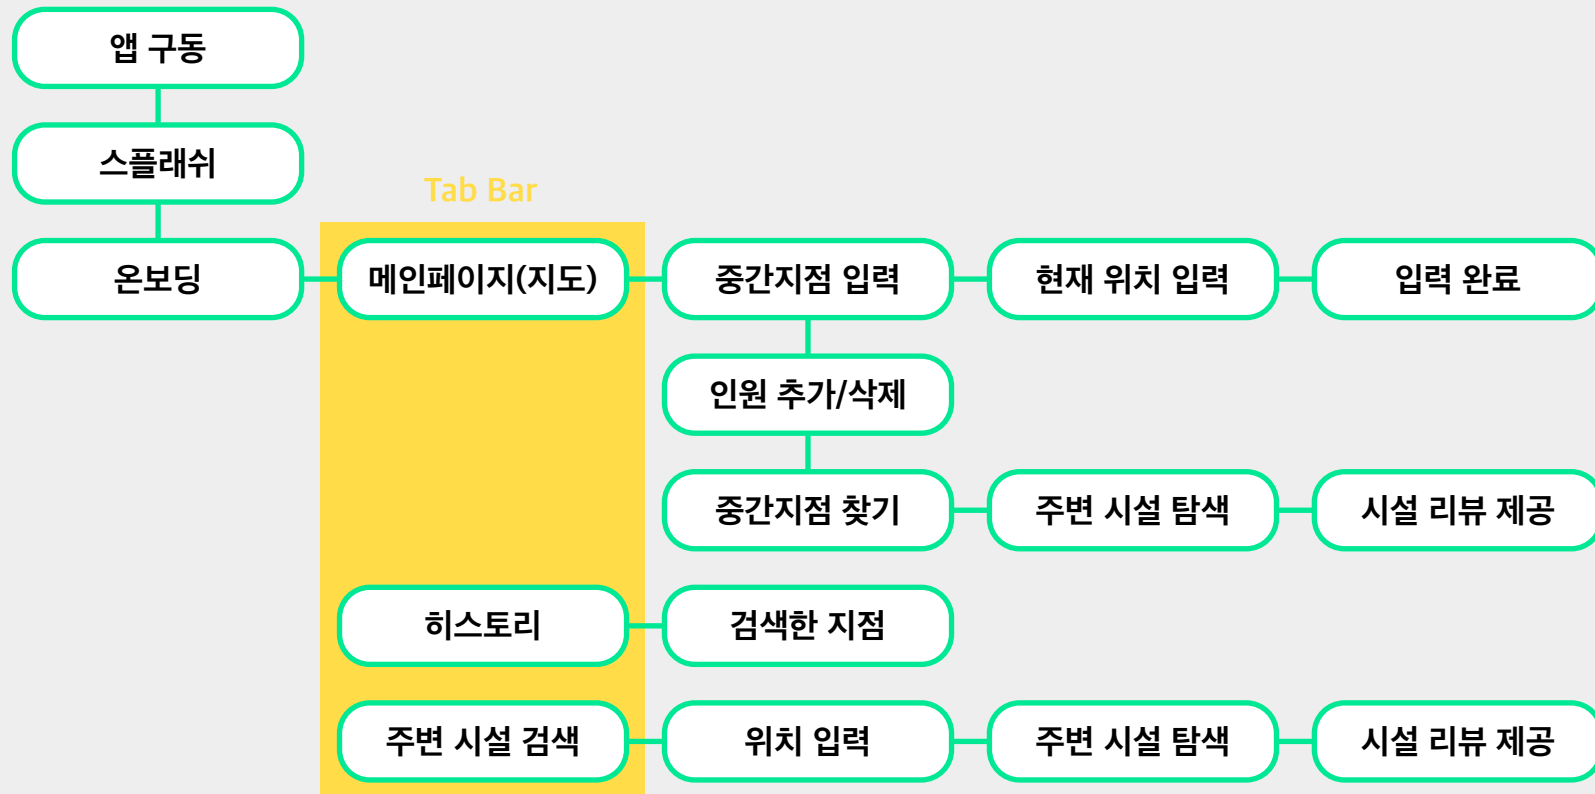 앱 구동
스플래쉬
Tab Bar
온보딩
메인페이지(지도)
중간지점 입력
현재 위치 입력
입력 완료
인원 추가/삭제
중간지점 찾기
주변 시설 탐색
시설 리뷰 제공
히스토리
검색한 지점
주변 시설 검색
위치 입력
주변 시설 탐색
시설 리뷰 제공